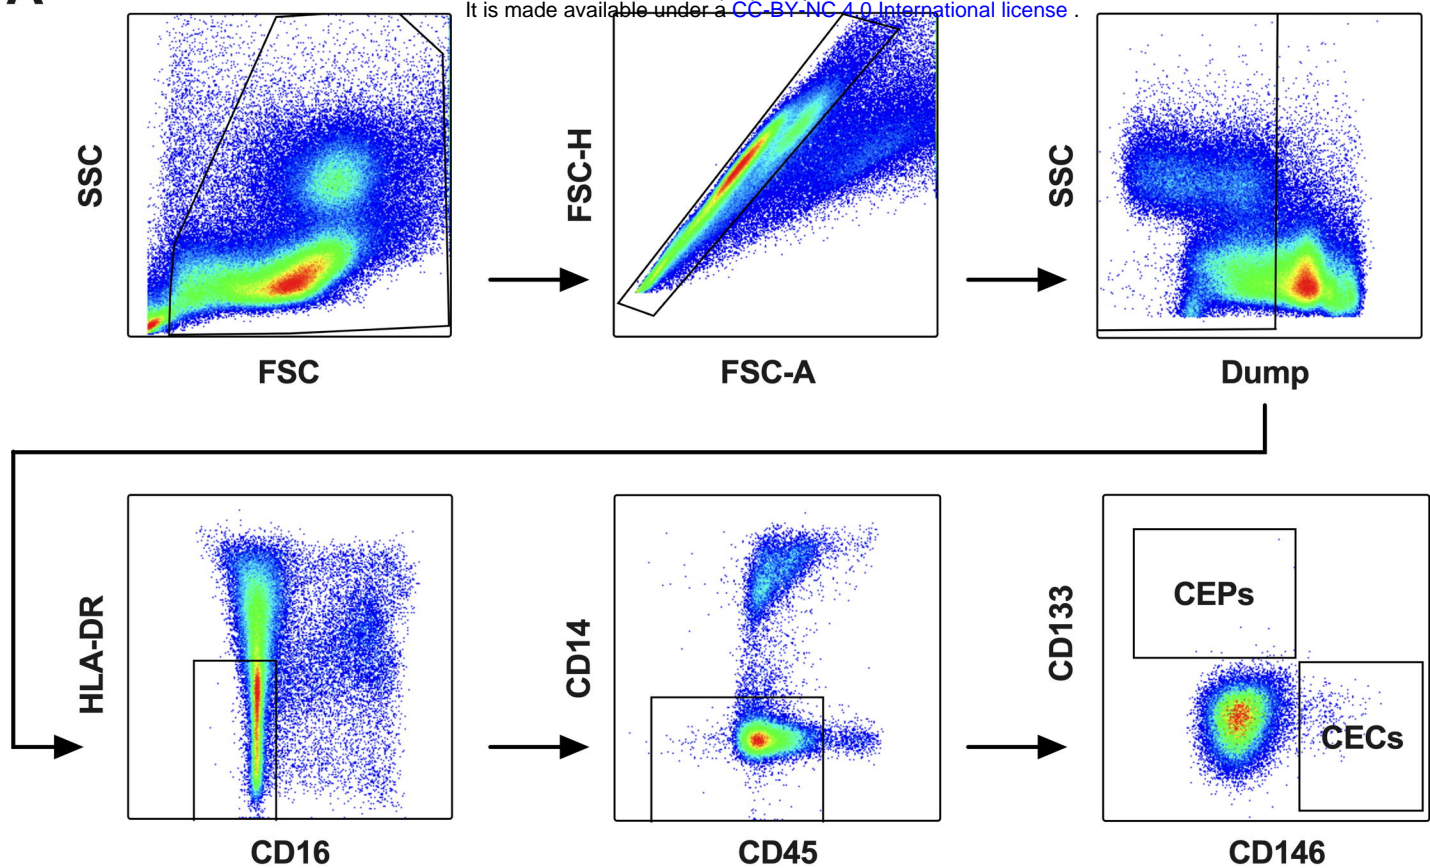 It is made available under a CC-BY-NC 4.0 International license .
SSC
FSC
FSC-H
FSC-A
SSC
Dump
HLA-DR
CD16
CD14
CD45
CD133
CEPs
CECs
CD146